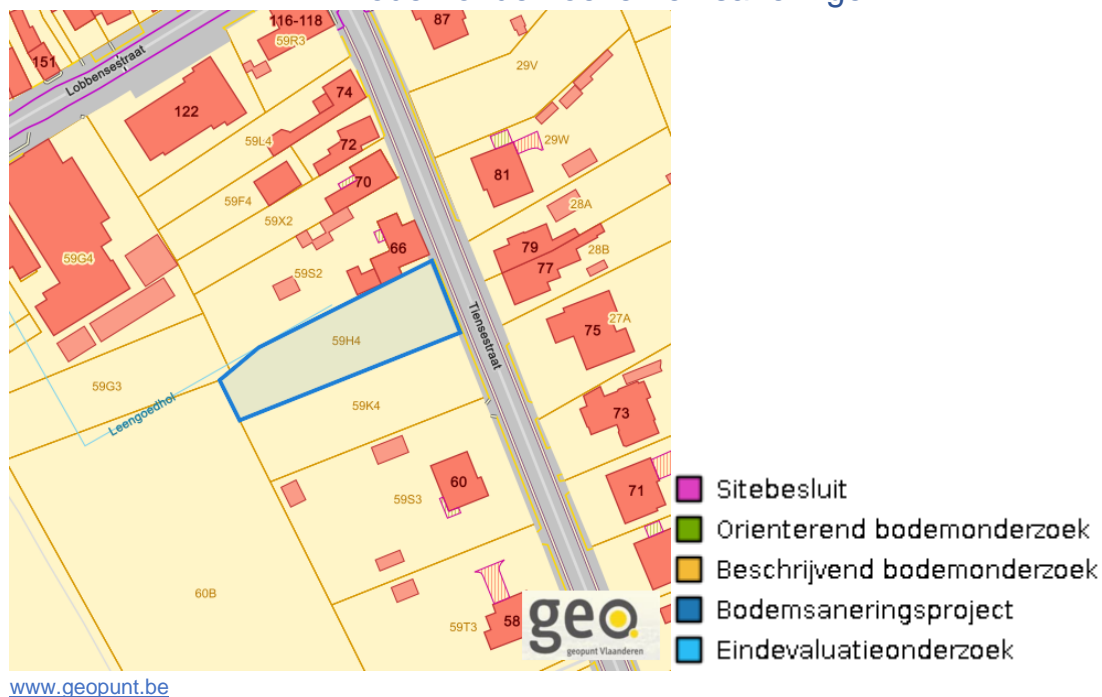 116-118
87
59R3
151
Lobbensestraat
29V
74
122
59L4
72
29W
70
81
59F4
28A
59X2
66
79
28B
59G4
77
59S2
27A
Tiensestraat
75
59H4
59G3
59K4
73
Leengoedhol
60
71
59S3
60B
59T3
58
geo.
geopunt Vlaanderen
Sitebesluit
Orienterend bodemonderzoek
Beschrijvend bodemonderzoek
Bodemsaneringsproject
Eindevaluatieonderzoek
www.geopunt.be